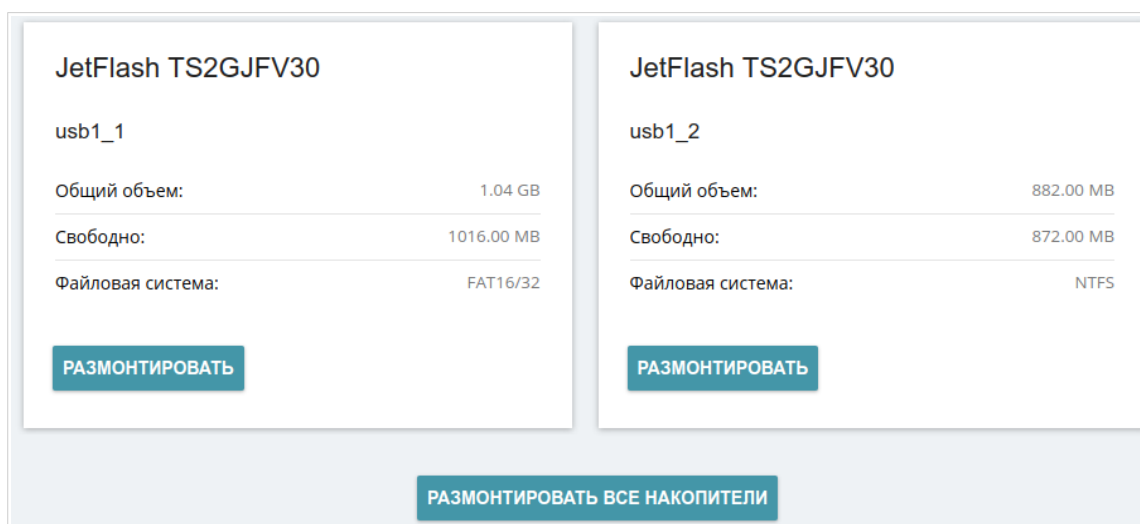 JetFlash TS2GJFV30
usb1_1
Общий объем: 1.04 GB
Свободно: 1016.00 MB
Файловая система: FAT16/32
РАЗМОНТИРОВАТЬ
JetFlash TS2GJFV30
usb1_2
Общий объем: 882.00 MB
Свободно: 872.00 MB
Файловая система: NTFS
РАЗМОНТИРОВАТЬ
РАЗМОНТИРОВАТЬ ВСЕ НАКОПИТЕЛИ